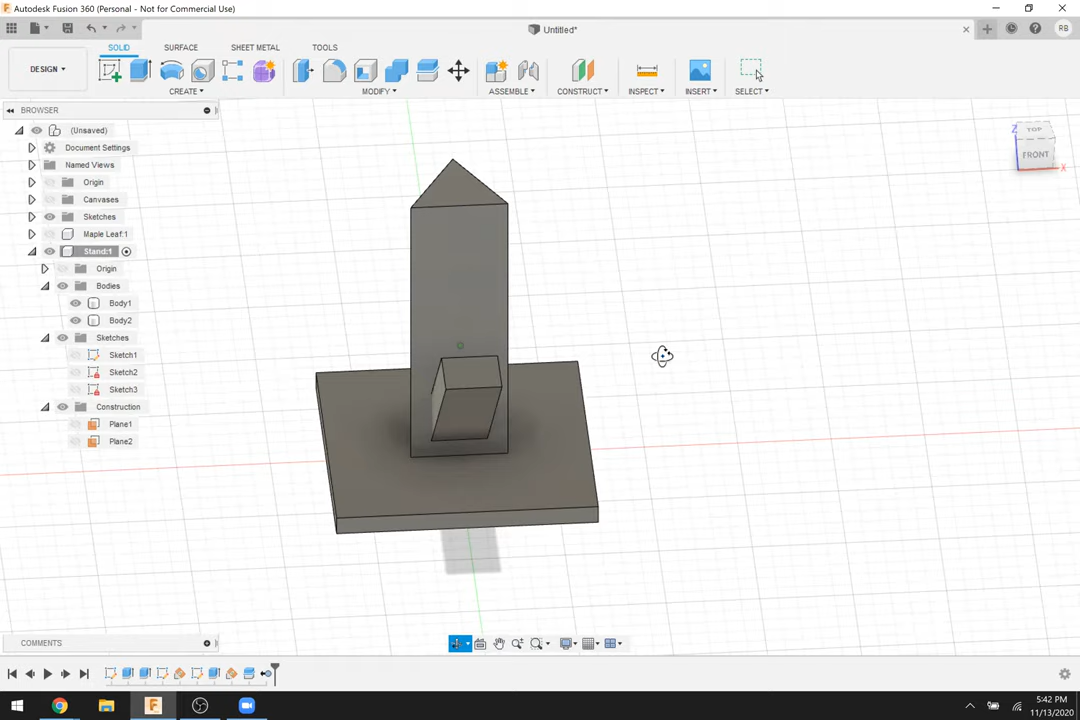 Autodesk Fusion 360 (Personal - Not for Commercial Use)
Untitled*
RB
DESIGN
SOLID
SURFACE
SHEET METAL
TOOLS
CREATE
MODIFY
ASSEMBLE
CONSTRUCT
INSPECT
INSERT
SELECT
BROWSER
(Unsaved)
Document Settings
Named Views
Origin
Canvases
Sketches
Maple Leaf:1
Stand:1
Origin
Bodies
Body1
Body2
Sketches
Sketch1
Sketch2
Sketch3
Construction
Plane1
Plane2
TOP
Z
FRONT
X
COMMENTS
5:42 PM
11/13/2020